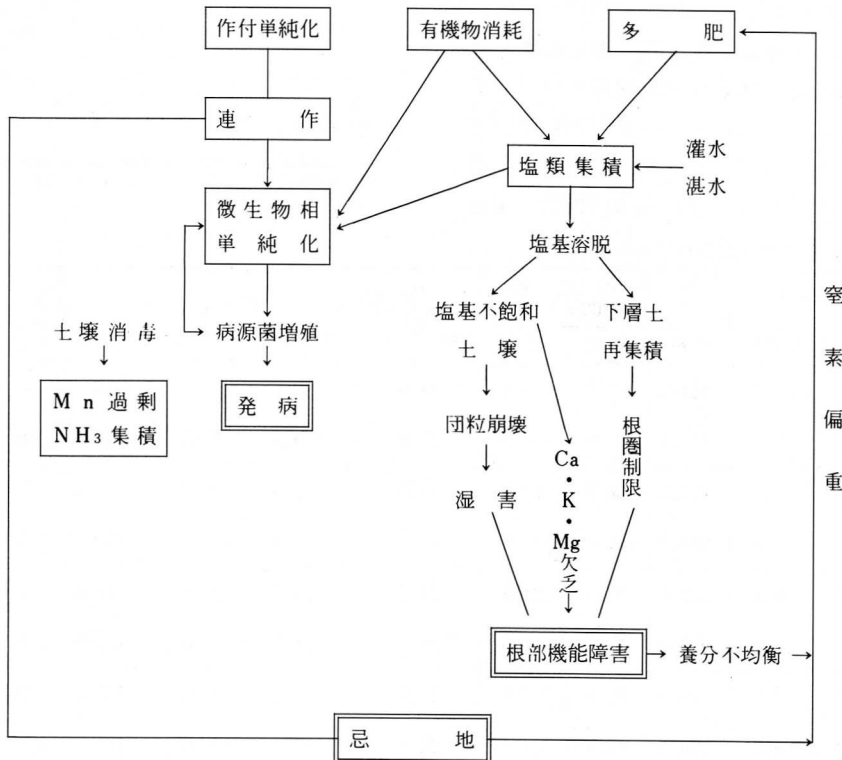 作付単純化
有機物消耗
多 肥
連 作
塩類集積
灌水
湛水
微生物相
単純化
塩基溶脱
塩基不飽和
土壌
下層土
再集積
窒素偏重
土壌消毒
病源菌増殖
Mn過剰
NH₃集積
発病
団粒崩壊
湿害
Ca・K・Mg欠乏
根圏制限
根部機能障害
養分不均衡
忌 地